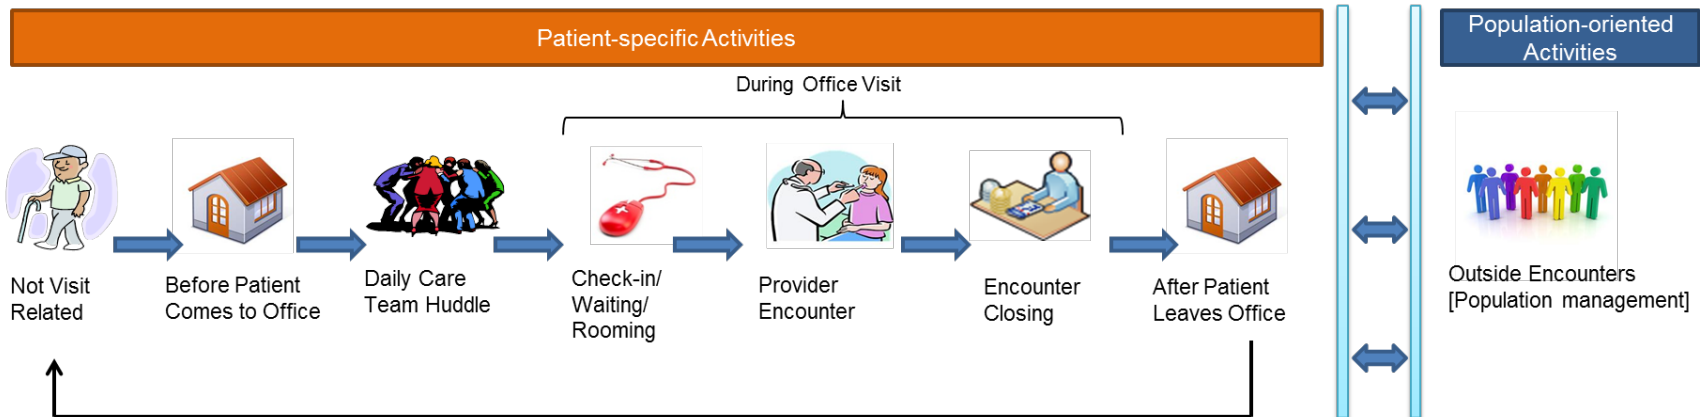 Patient-specific Activities
Population-oriented
Activities
During Office Visit
Not Visit
Related
Before Patient
Comes to Office
Daily Care
Team Huddle
Check-in/
Waiting/
Rooming
Provider
Encounter
Encounter
Closing
After Patient
Leaves Office
Outside Encounters
[Population management]